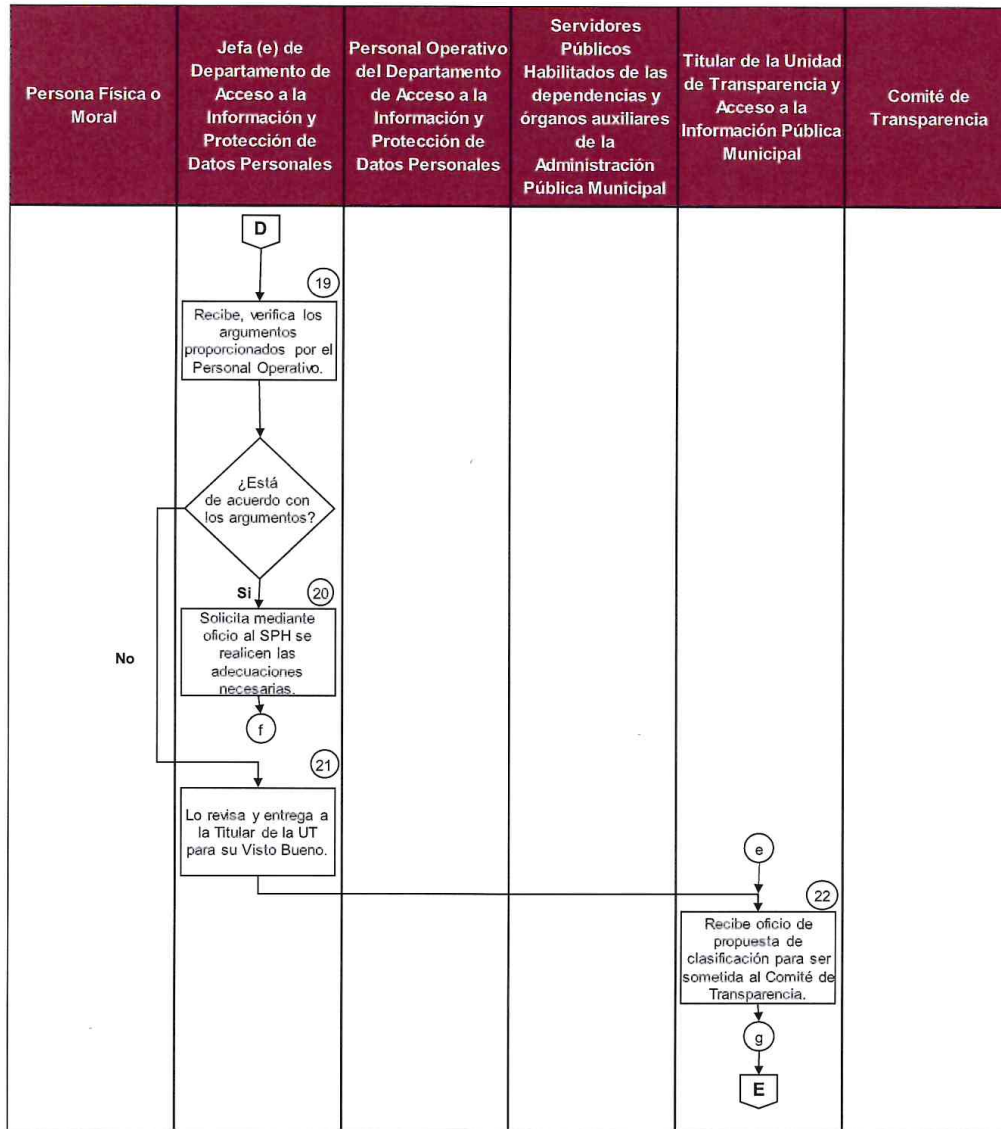 Persona Física o
Moral
Jefa (e) de
Departamento de
Acceso a la
Información y
Protección de
Datos Personales
Personal Operativo
del Departamento
de Acceso a la
Información y
Protección de
Datos Personales
Servidores
Públicos
Habilitados de las
dependencias y
órganos auxiliares
de la
Administración
Pública Municipal
Titular de la Unidad
de Transparencia y
Acceso a la
Información Pública
Municipal
Comité de
Transparencia
D
19
Recibe, verifica los
argumentos
proporcionados por el
Personal Operativo.
¿Está
de acuerdo con
los argumentos?
Si
20
Solicita mediante
oficio al SPH se
realicen las
adecuaciones
necesarias.
No
f
21
Lo revisa y entrega a
la Titular de la UT
para su Visto Bueno.
e
22
Recibe oficio de
propuesta de
clasificación para ser
sometida al Comité de
Transparencia.
g
E